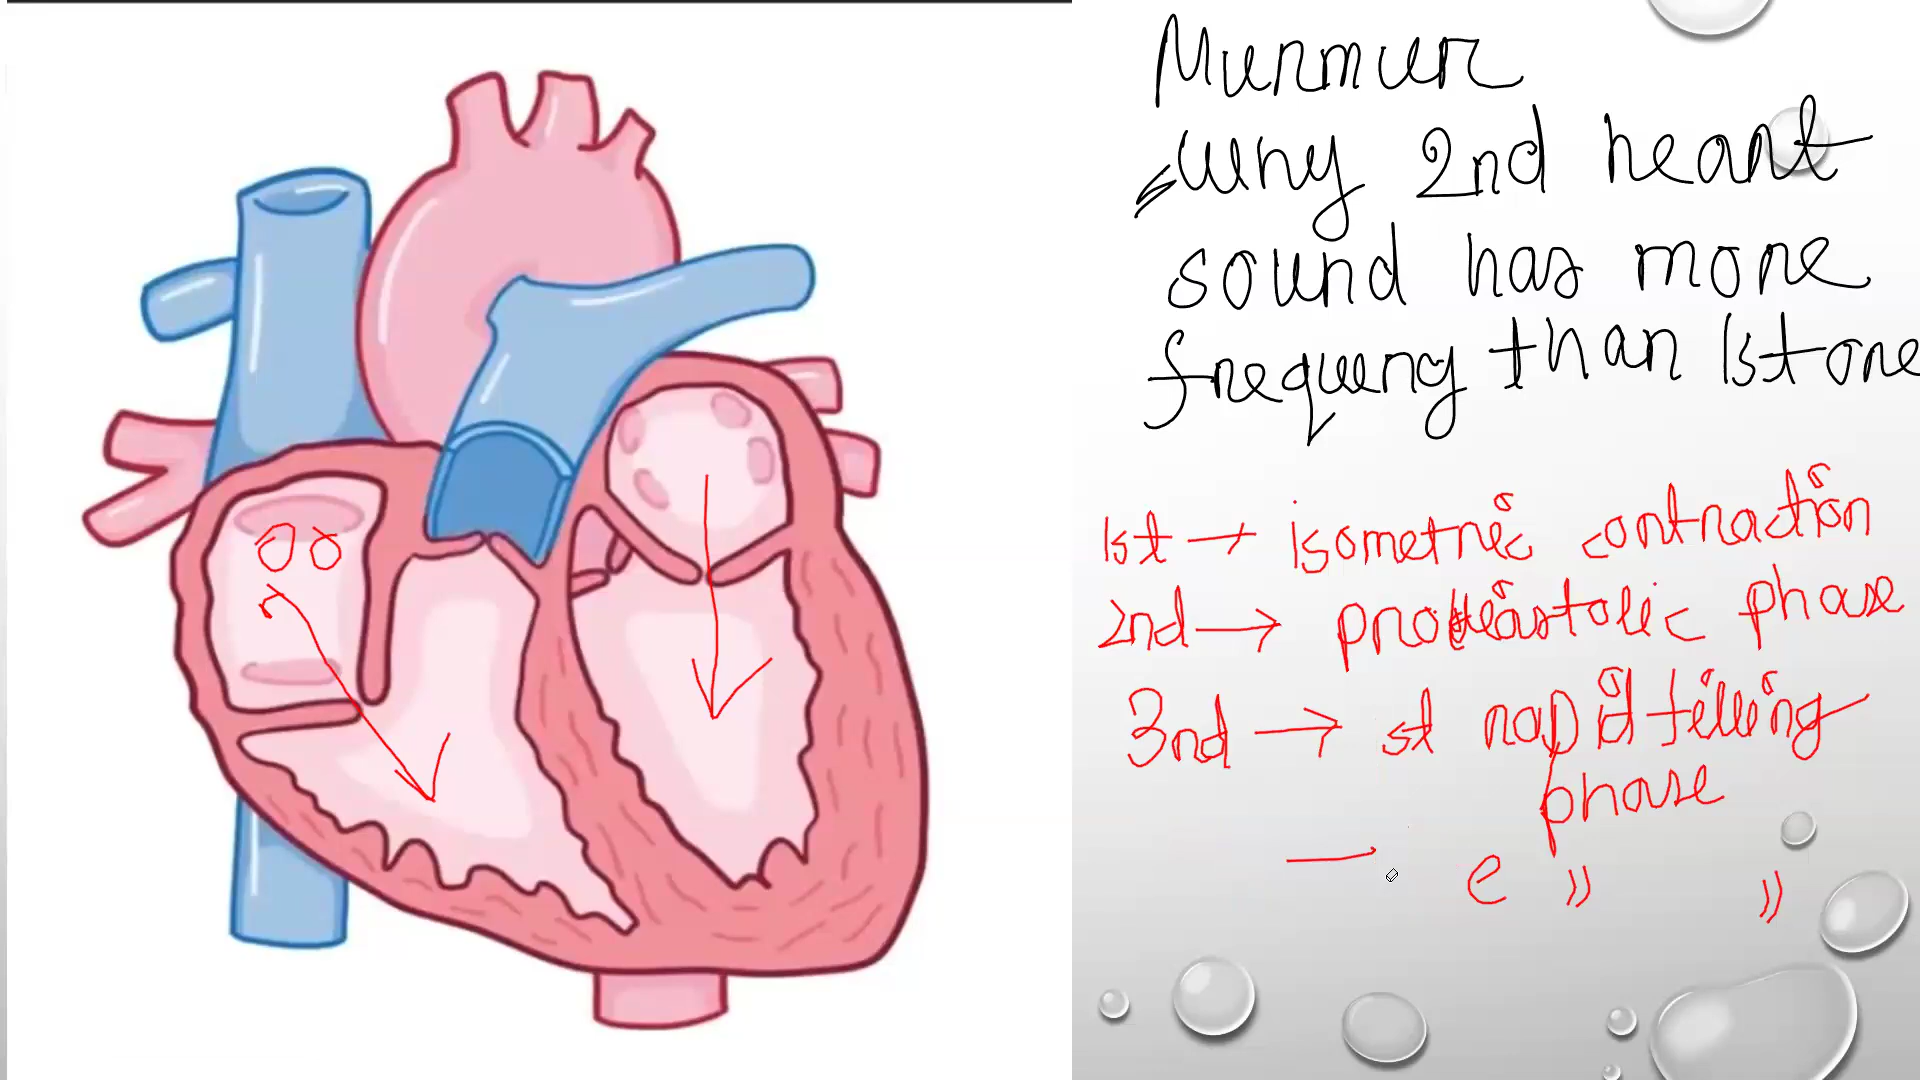 Murmur
Why 2nd heart
sound has more
frequency than 1st one
1st → isometric contraction
2nd → protodiastolic phase
3rd → 1st rapid filling
phase
— " "